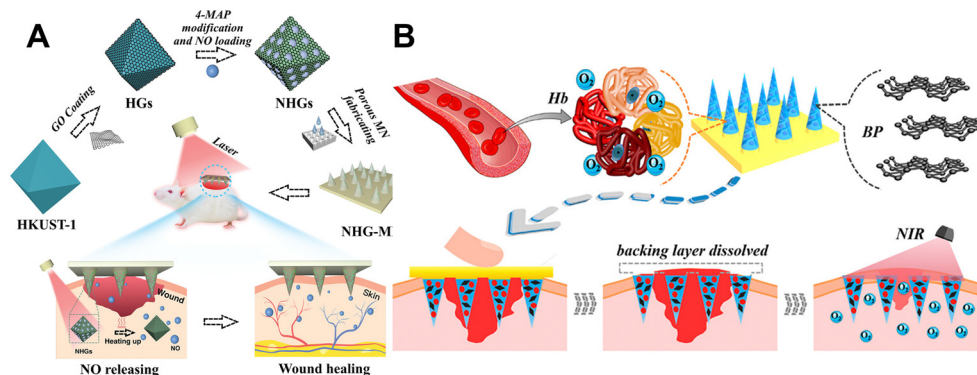 A
4-MAP
modification
and NO loading
HGs
NHGs
GO Coating
Porous MN
fabricating
Laser
HKUST-1
NHG-M
Wound
Skin
NHGs
Heating up
NO
NO releasing
Wound healing
B
O₂
Hb
O₂
O₂
O₂
BP
backing layer dissolved
NIR
O₂
O₂
O₂
O₂
O₂
O₂
O₂
O₂